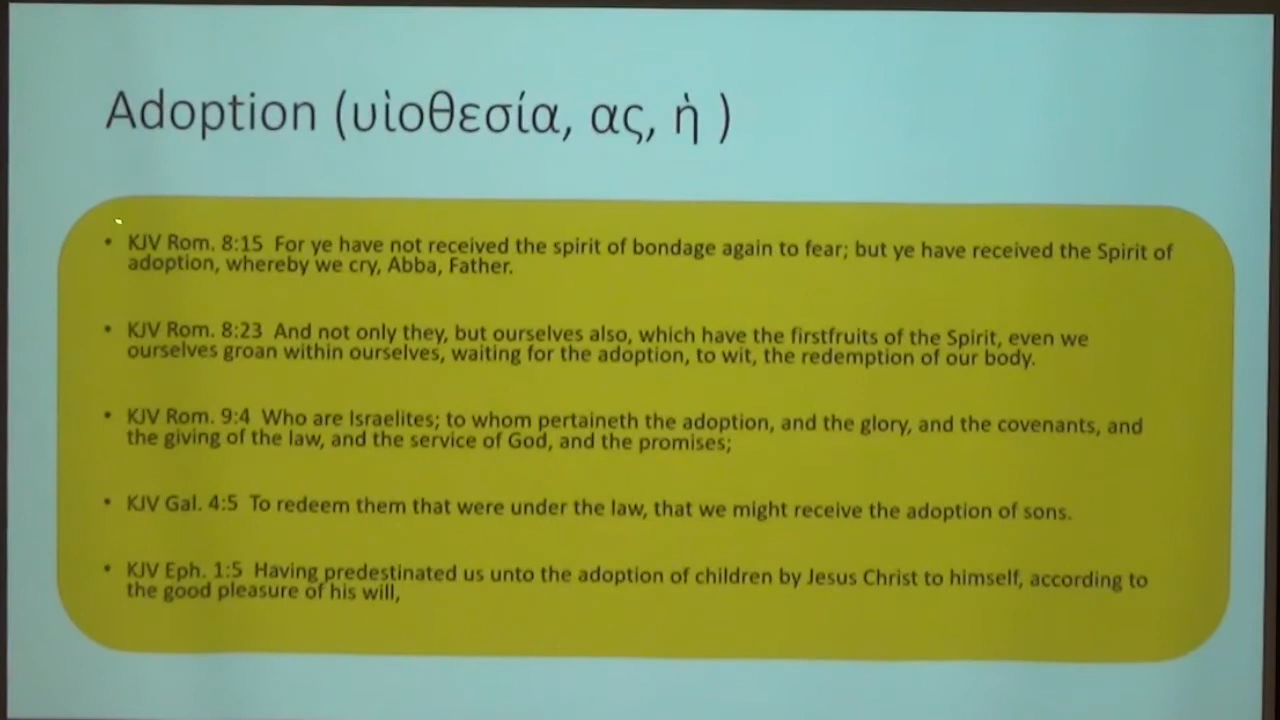 Adoption (υἱοθεσία, ας, ἡ )
• KJV Rom. 8:15 For ye have not received the spirit of bondage again to fear; but ye have received the Spirit of
adoption, whereby we cry, Abba, Father.
• KJV Rom. 8:23 And not only they, but ourselves also, which have the firstfruits of the Spirit, even we
ourselves groan within ourselves, waiting for the adoption, to wit, the redemption of our body.
• KJV Rom. 9:4 Who are Israelites; to whom pertaineth the adoption, and the glory, and the covenants, and
the giving of the law, and the service of God, and the promises;
• KJV Gal. 4:5 To redeem them that were under the law, that we might receive the adoption of sons.
• KJV Eph. 1:5 Having predestinated us unto the adoption of children by Jesus Christ to himself, according to
the good pleasure of his will,